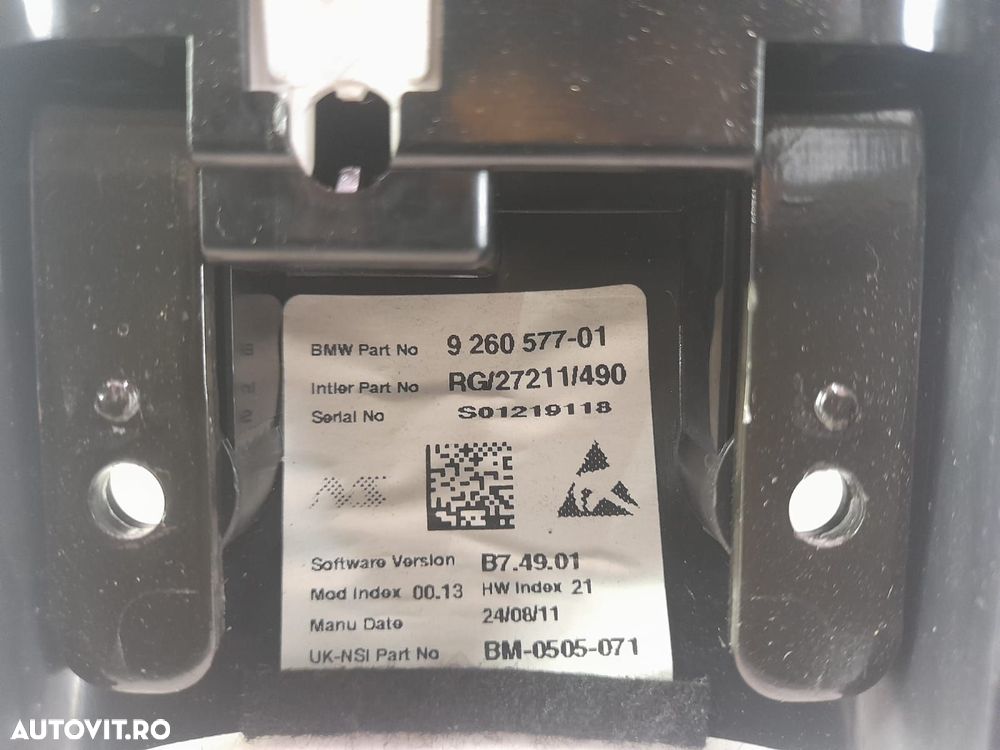 BMW Part No 9 260 577-01
Intier Part No RG/27211/490
Serial No S01219118
Software Version B7.49.01
Mod Index 00.13 HW Index 21
Manu Date 24/08/11
UK-NSI Part No BM-0505-071
AUTOVIT.RO